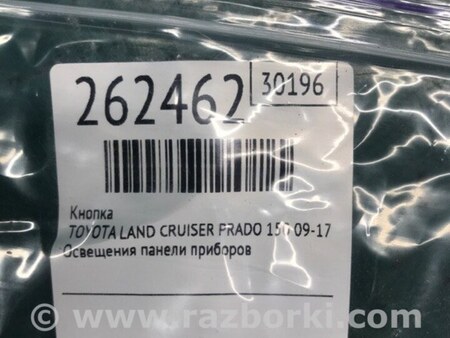 262462
30196
Кнопка
TOYOTA LAND CRUISER PRADO 150 09-17
Освещения панели приборов
© www.razborki.com